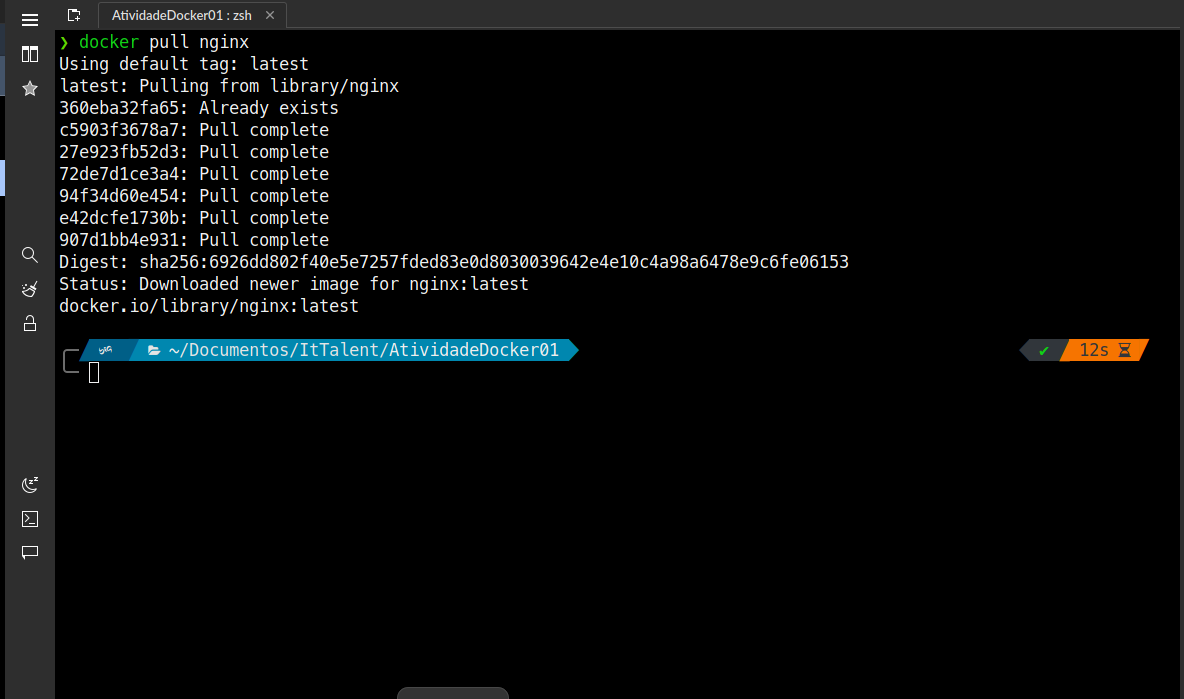 AtividadeDocker01 : zsh
❯ docker pull nginx
Using default tag: latest
latest: Pulling from library/nginx
360eba32fa65: Already exists
c5903f3678a7: Pull complete
27e923fb52d3: Pull complete
72de7d1ce3a4: Pull complete
94f34d60e454: Pull complete
e42dcfe1730b: Pull complete
907d1bb4e931: Pull complete
Digest: sha256:6926dd802f40e5e7257fded83e0d8030039642e4e10c4a98a6478e9c6fe06153
Status: Downloaded newer image for nginx:latest
docker.io/library/nginx:latest
~/Documentos/ItTalent/AtividadeDocker01 ✔ 12s